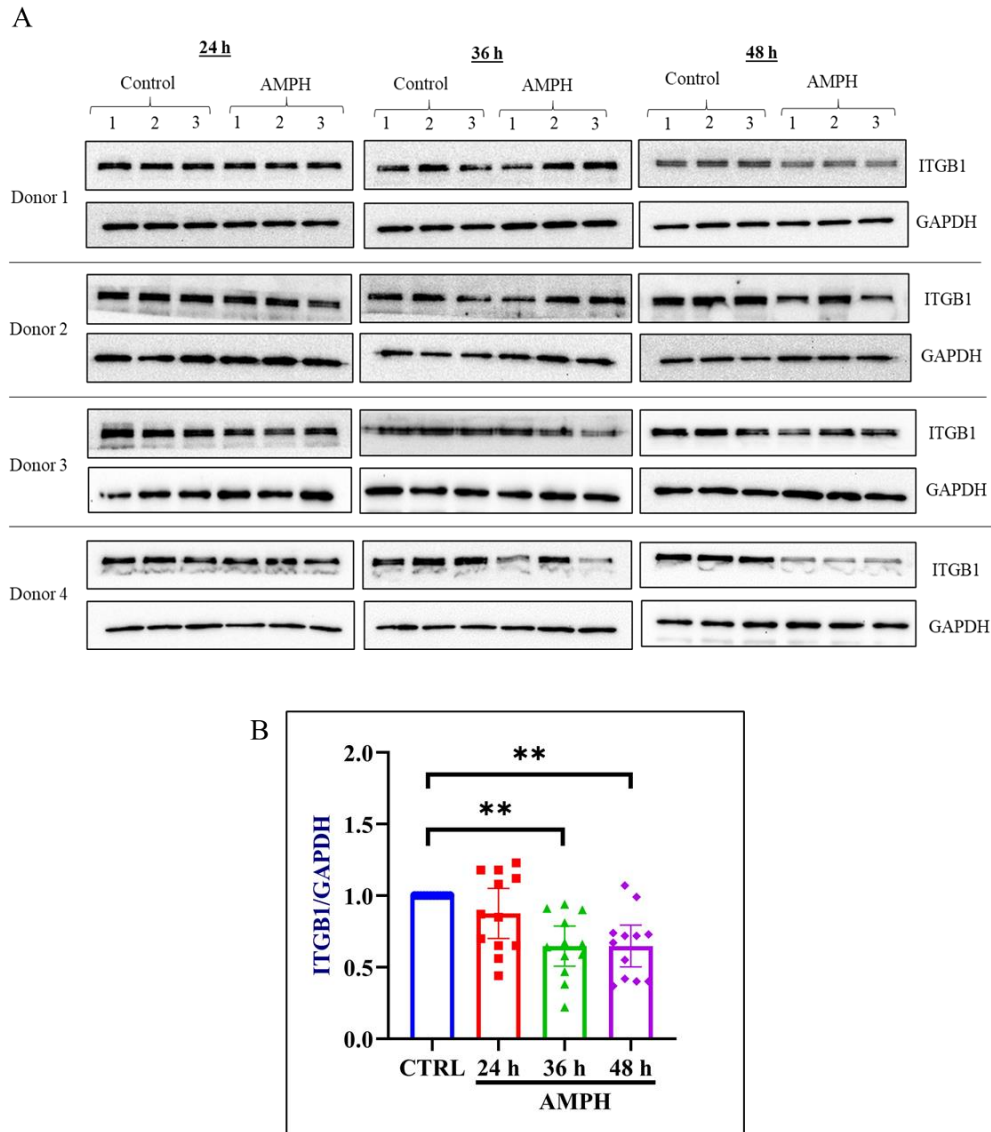 A
24 h 36 h 48 h
Control AMPH Control AMPH Control AMPH
1 2 3 1 2 3 1 2 3 1 2 3 1 2 3 1 2 3
ITGB1
Donor 1
GAPDH
ITGB1
Donor 2
GAPDH
ITGB1
Donor 3
GAPDH
ITGB1
Donor 4
GAPDH
B
2.0
**
1.5
**
ITGB1/GAPDH
1.0
0.5
0.0
CTRL 24 h 36 h 48 h
AMPH